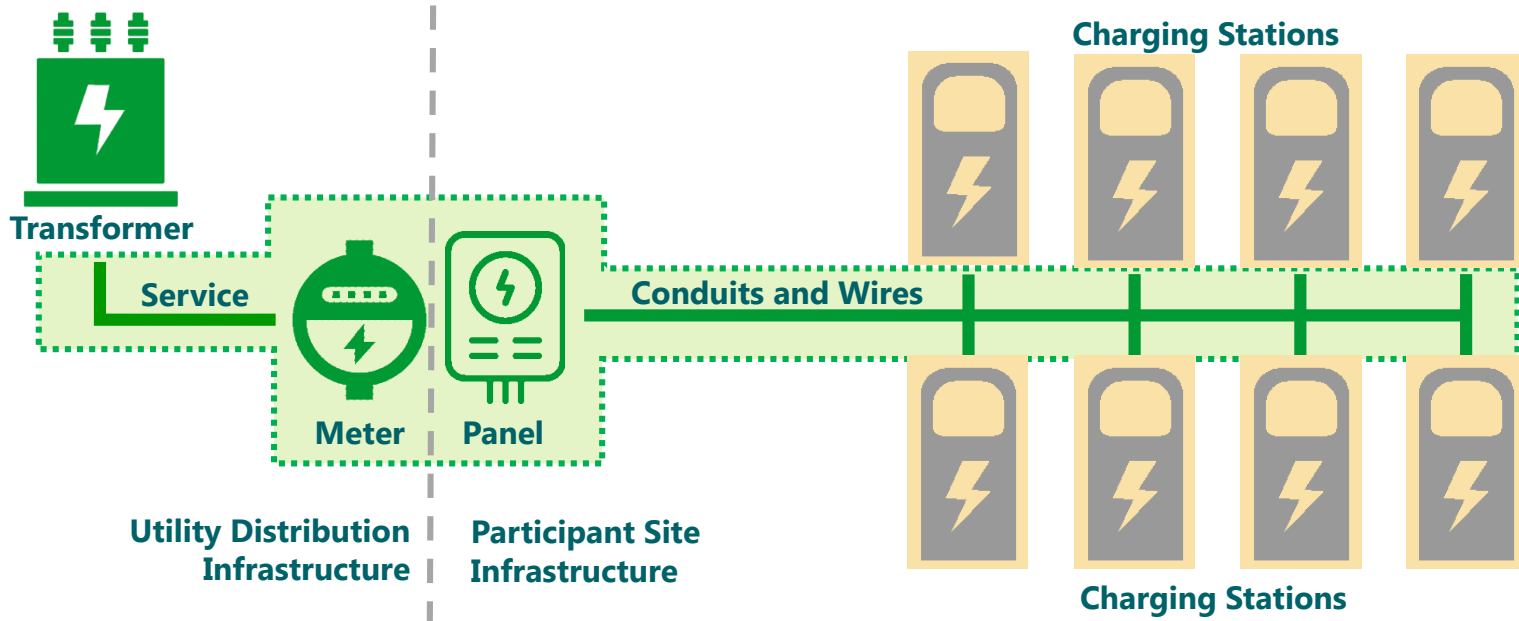 Charging Stations
Transformer
Service
Conduits and Wires
Meter
Panel
Utility Distribution
Infrastructure
Participant Site
Infrastructure
Charging Stations